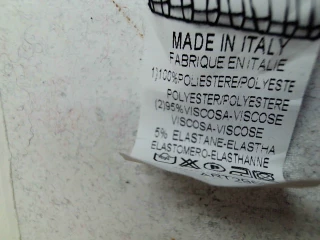 MADE IN ITALY
FABRIQUE EN ITALIE
1)100%POLIESTERE/POLYESTE
POLYESTER/POLYESTERE
(2)95%VISCOSA-VISCOSE
VISCOSA-VISCOSE
5% ELASTANE-ELASTHA
ELASTOMERO-ELASTHANNE